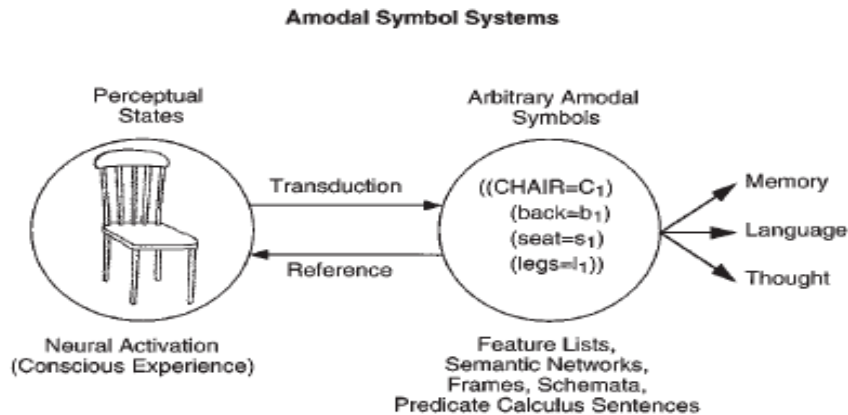 Amodal Symbol Systems
Perceptual
States
Arbitrary Amodal
Symbols
Transduction
Reference
((CHAIR=C₁)
(back=b₁)
(seat=s₁)
(legs=l₁))
Memory
Language
Thought
Neural Activation
(Conscious Experience)
Feature Lists,
Semantic Networks,
Frames, Schemata,
Predicate Calculus Sentences